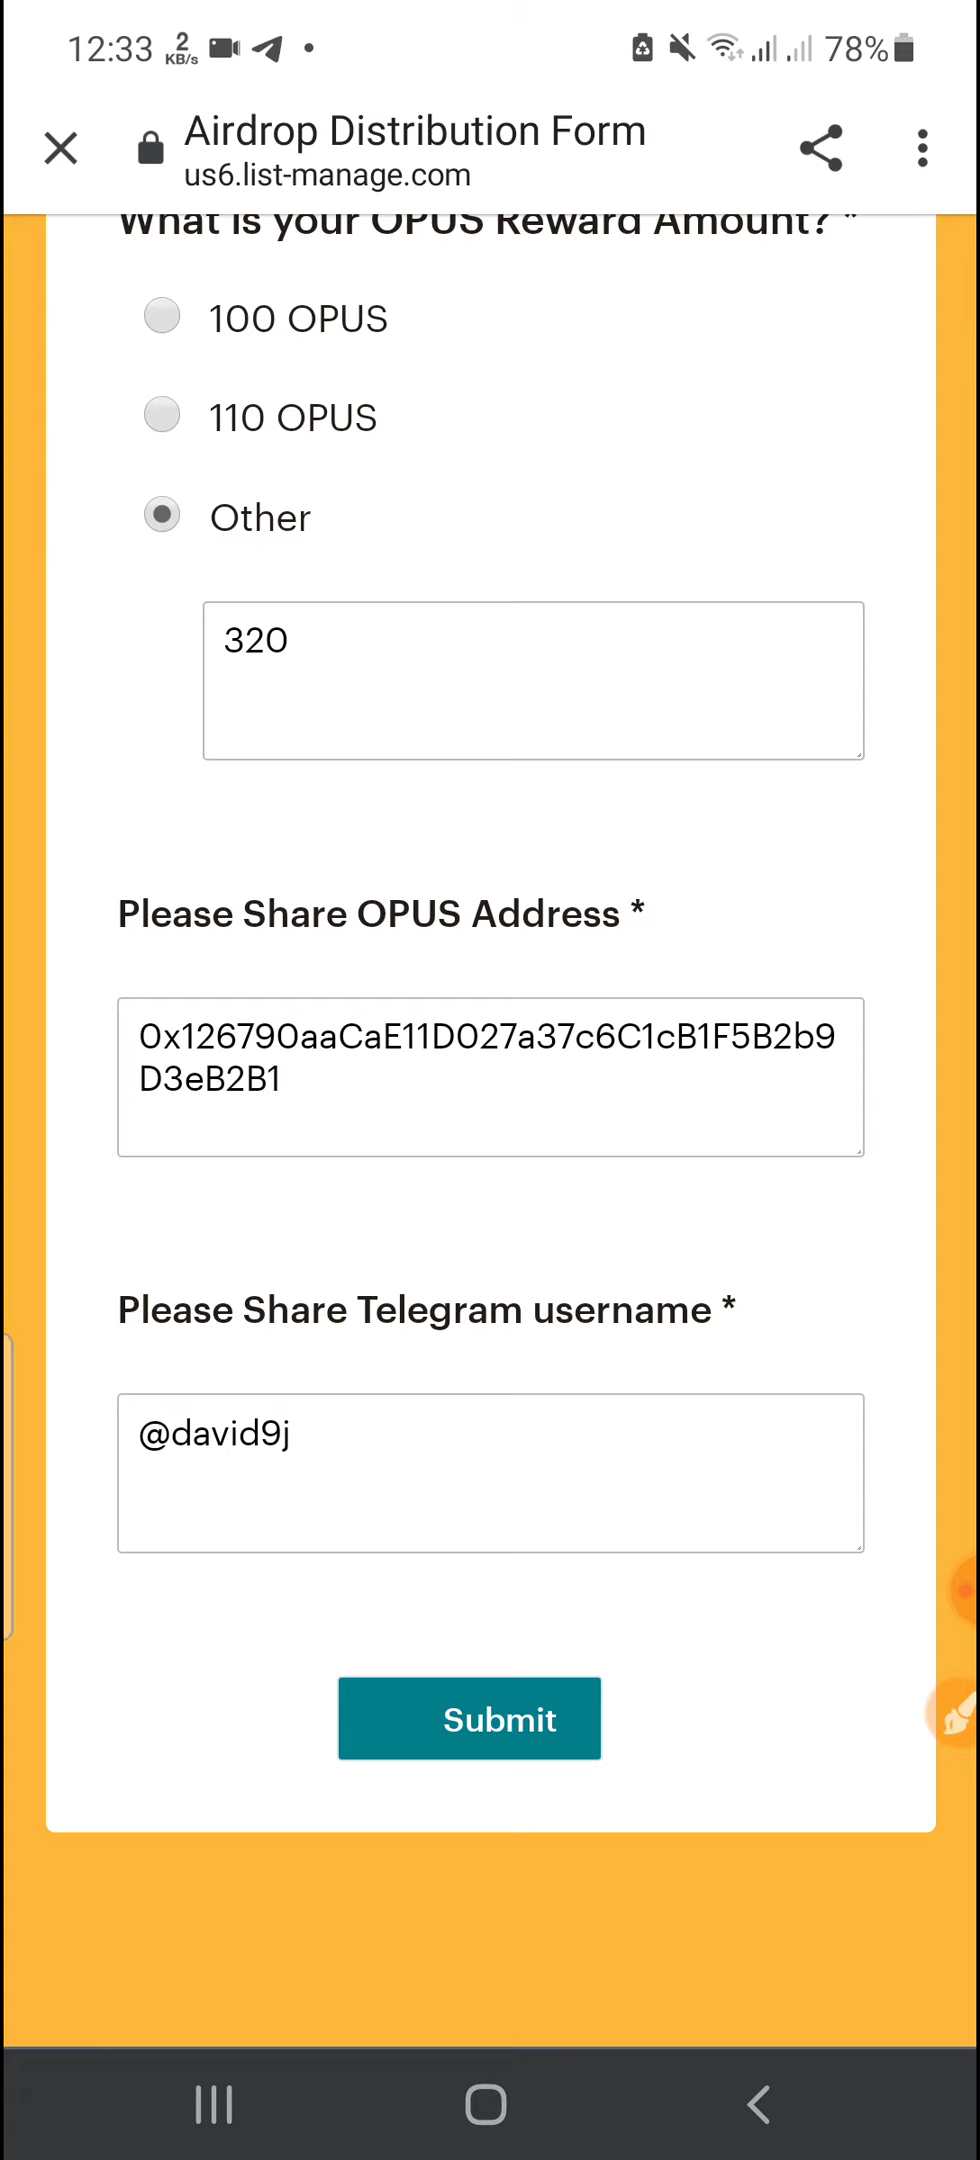 12:33 2 KB/s 78%
Airdrop Distribution Form
us6.list-manage.com
What is your OPUS Reward Amount? *
100 OPUS
110 OPUS
Other
320
Please Share OPUS Address *
0x126790aaCaE11D027a37c6C1cB1F5B2b9
D3eB2B1
Please Share Telegram username *
@david9j
Submit